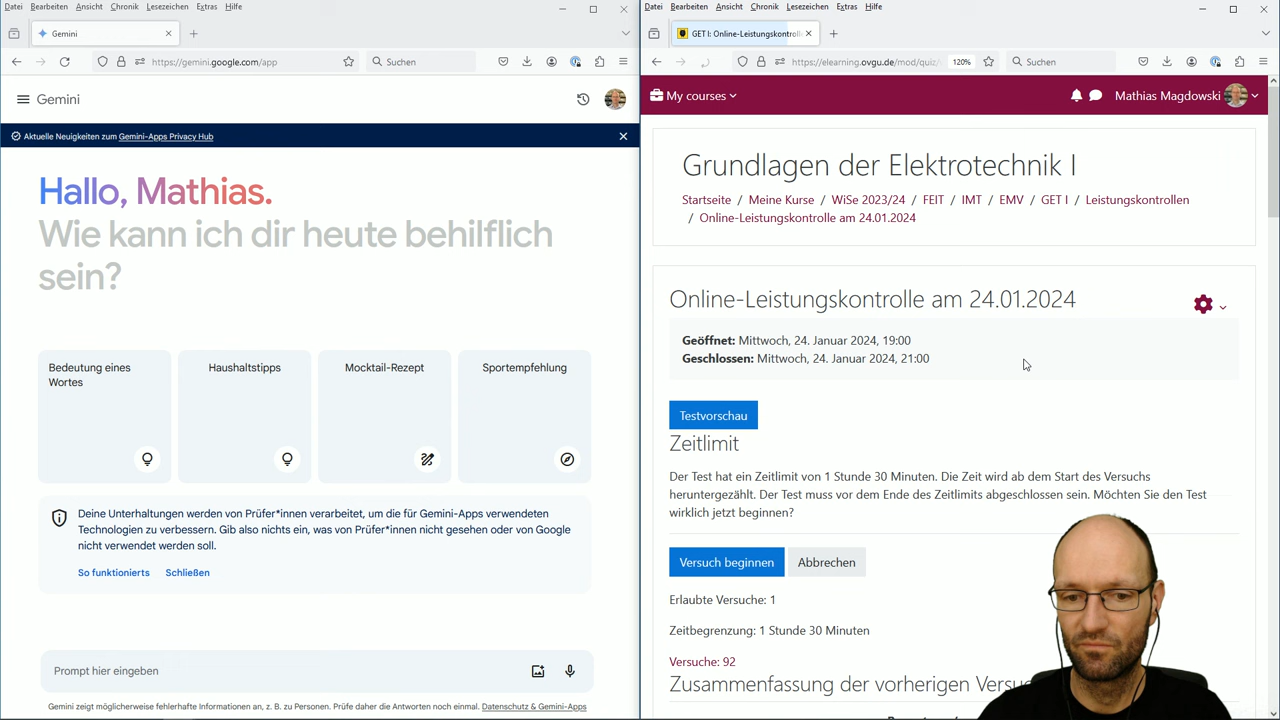 Datei Bearbeiten Ansicht Chronik Lesezeichen Extras Hilfe
Gemini
https://gemini.google.com/app
Suchen
Gemini
Aktuelle Neuigkeiten zum Gemini-Apps Privacy Hub
Hallo, Mathias.
Wie kann ich dir heute behilflich
sein?
Bedeutung eines
Wortes
Haushaltstipps
Mocktail-Rezept
Sportempfehlung
Deine Unterhaltungen werden von Prüfer*innen verarbeitet, um die für Gemini-Apps verwendeten
Technologien zu verbessern. Gib also nichts ein, was von Prüfer*innen nicht gesehen oder von Google
nicht verwendet werden soll.
So funktionierts Schließen
Prompt hier eingeben
Gemini zeigt möglicherweise fehlerhafte Informationen an, z. B. zu Personen. Prüfe daher die Antworten noch einmal. Datenschutz & Gemini-Apps
Datei Bearbeiten Ansicht Chronik Lesezeichen Extras Hilfe
GET I: Online-Leistungskontroll
https://elearning.ovgu.de/mod/quiz/
120%
Suchen
My courses
Mathias Magdowski
Grundlagen der Elektrotechnik I
Startseite / Meine Kurse / WiSe 2023/24 / FEIT / IMT / EMV / GET I / Leistungskontrollen
/ Online-Leistungskontrolle am 24.01.2024
Online-Leistungskontrolle am 24.01.2024
Geöffnet: Mittwoch, 24. Januar 2024, 19:00
Geschlossen: Mittwoch, 24. Januar 2024, 21:00
Testvorschau
Zeitlimit
Der Test hat ein Zeitlimit von 1 Stunde 30 Minuten. Die Zeit wird ab dem Start des Versuchs
heruntergezählt. Der Test muss vor dem Ende des Zeitlimits abgeschlossen sein. Möchten Sie den Test
wirklich jetzt beginnen?
Versuch beginnen Abbrechen
Erlaubte Versuche: 1
Zeitbegrenzung: 1 Stunde 30 Minuten
Versuche: 92
Zusammenfassung der vorherigen Versu